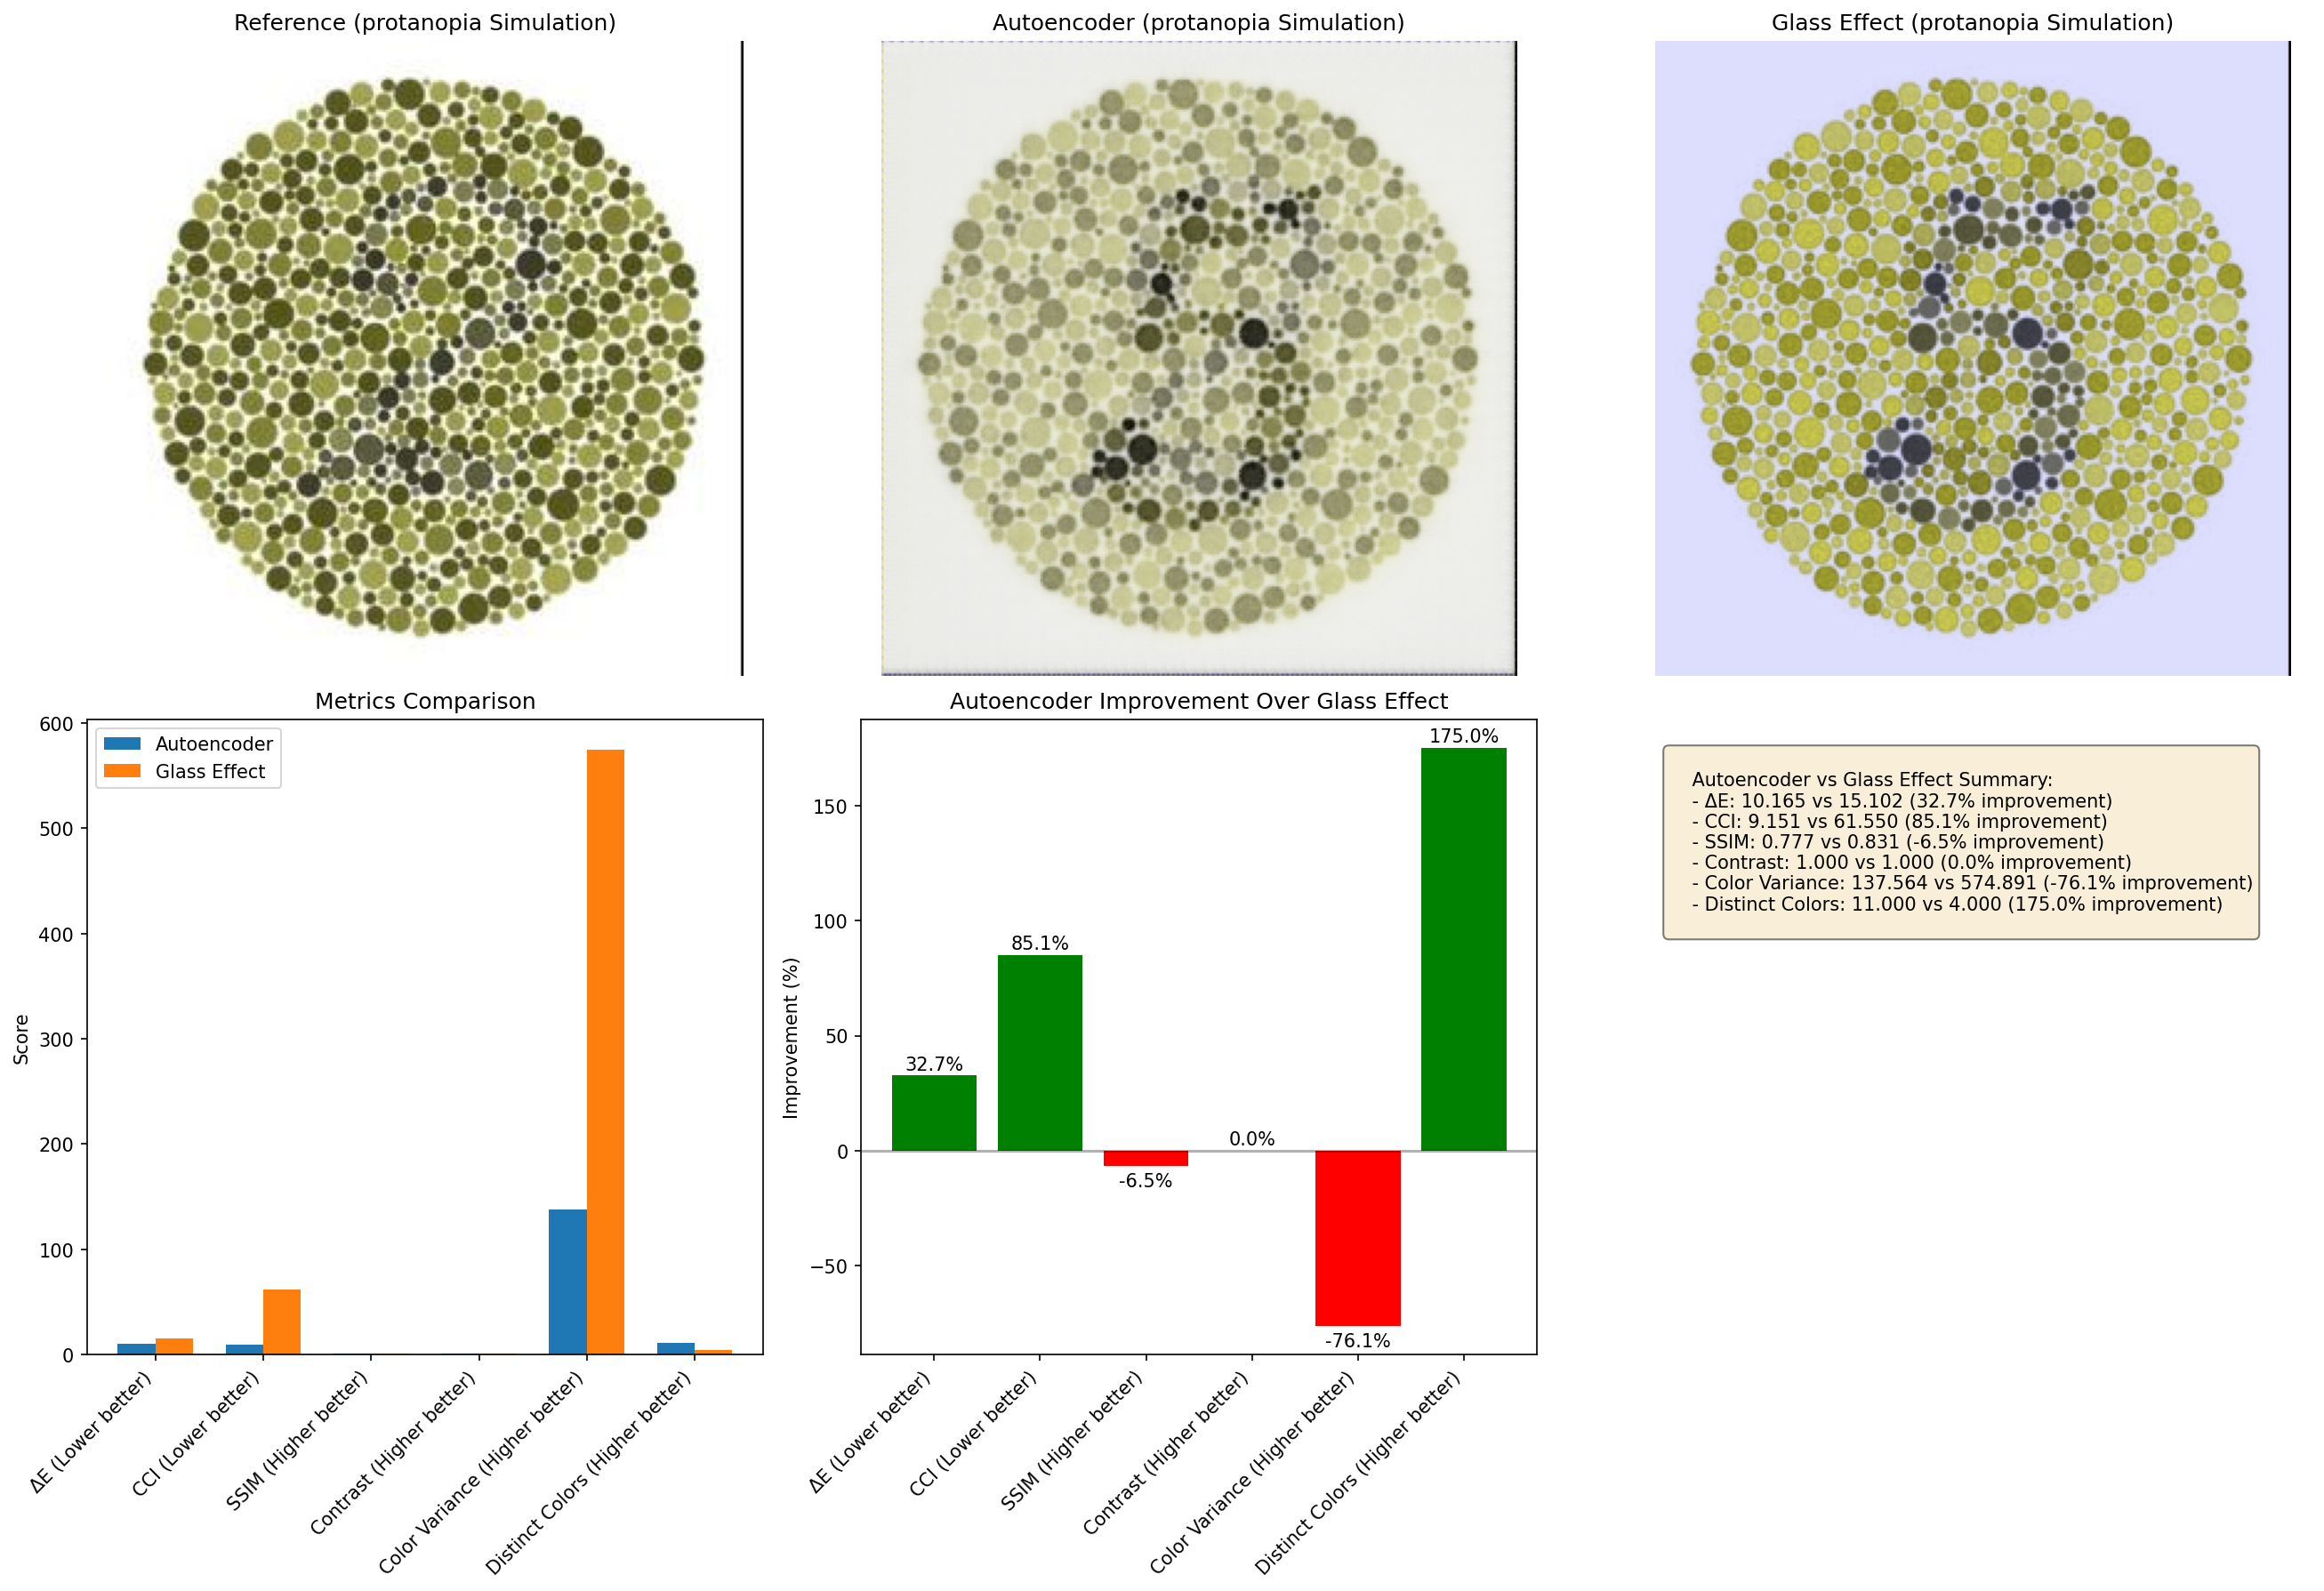 Reference (protanopia Simulation)
Autoencoder (protanopia Simulation)
Glass Effect (protanopia Simulation)
Metrics Comparison
Autoencoder
Glass Effect
Score
600
500
400
300
200
100
0
ΔE (Lower better)
CCI (Lower better)
SSIM (Higher better)
Contrast (Higher better)
Color Variance (Higher better)
Distinct Colors (Higher better)
Autoencoder Improvement Over Glass Effect
Improvement (%)
150
100
50
0
−50
32.7%
85.1%
-6.5%
0.0%
-76.1%
175.0%
ΔE (Lower better)
CCI (Lower better)
SSIM (Higher better)
Contrast (Higher better)
Color Variance (Higher better)
Distinct Colors (Higher better)
Autoencoder vs Glass Effect Summary:
- ΔE: 10.165 vs 15.102 (32.7% improvement)
- CCI: 9.151 vs 61.550 (85.1% improvement)
- SSIM: 0.777 vs 0.831 (-6.5% improvement)
- Contrast: 1.000 vs 1.000 (0.0% improvement)
- Color Variance: 137.564 vs 574.891 (-76.1% improvement)
- Distinct Colors: 11.000 vs 4.000 (175.0% improvement)